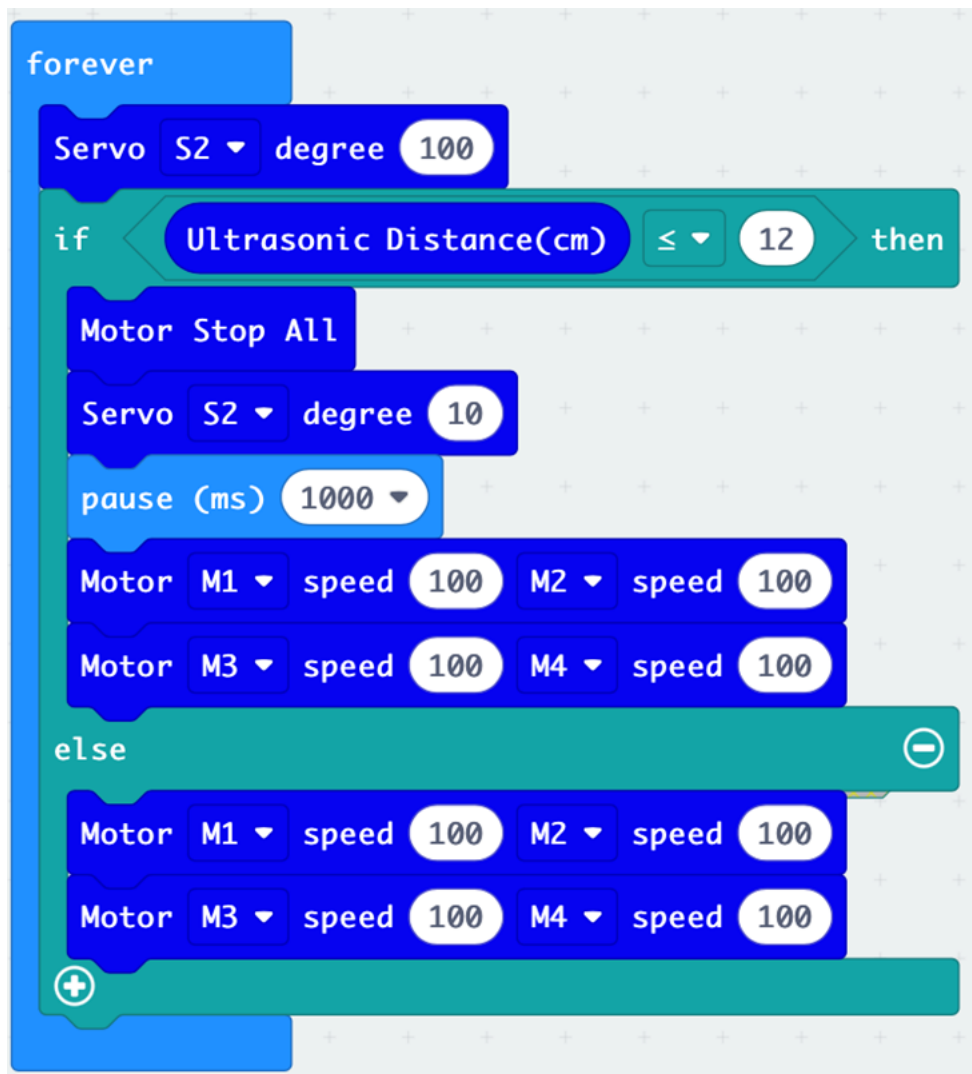 forever
Servo S2 degree 100
if Ultrasonic Distance(cm) ≤ 12 then
Motor Stop All
Servo S2 degree 10
pause (ms) 1000
Motor M1 speed 100 M2 speed 100
Motor M3 speed 100 M4 speed 100
else
Motor M1 speed 100 M2 speed 100
Motor M3 speed 100 M4 speed 100